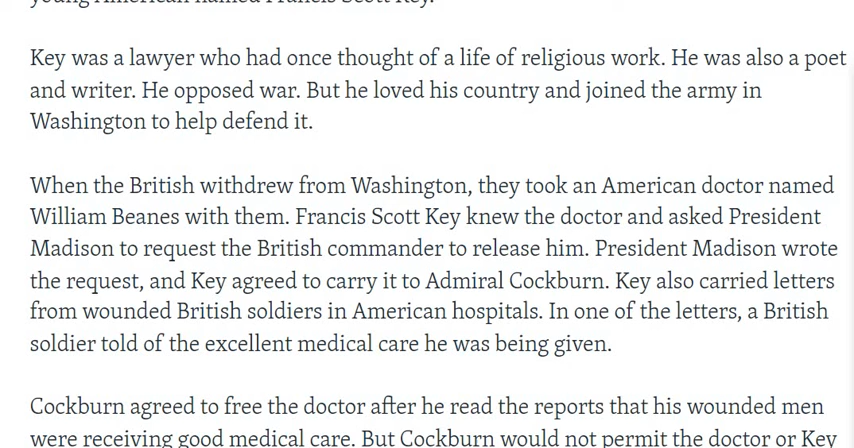 young American named Francis Scott Key.
Key was a lawyer who had once thought of a life of religious work. He was also a poet
and writer. He opposed war. But he loved his country and joined the army in
Washington to help defend it.
When the British withdrew from Washington, they took an American doctor named
William Beanes with them. Francis Scott Key knew the doctor and asked President
Madison to request the British commander to release him. President Madison wrote
the request, and Key agreed to carry it to Admiral Cockburn. Key also carried letters
from wounded British soldiers in American hospitals. In one of the letters, a British
soldier told of the excellent medical care he was being given.
Cockburn agreed to free the doctor after he read the reports that his wounded men
were receiving good medical care. But Cockburn would not permit the doctor or Key